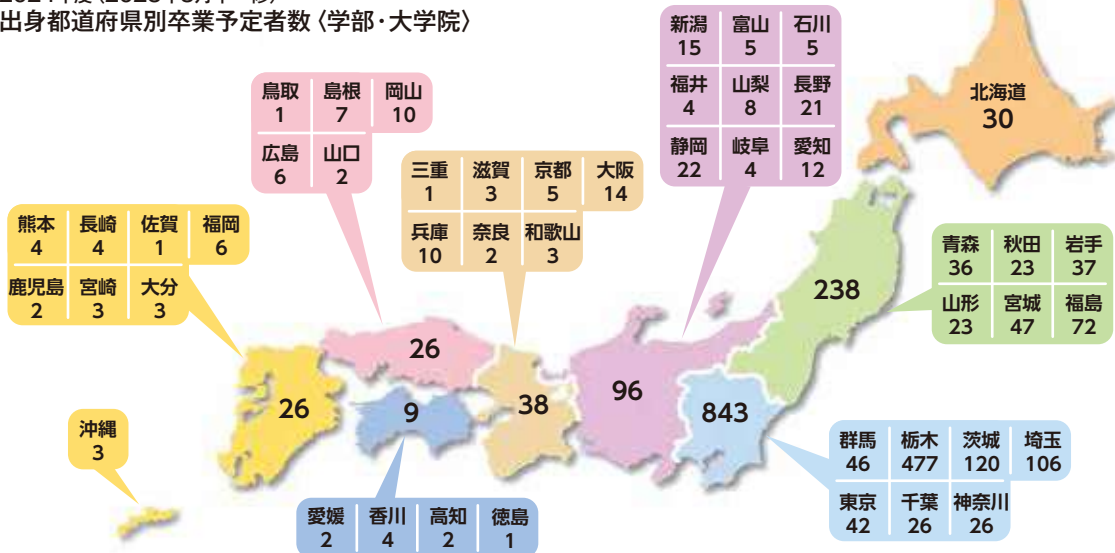 出身都道府県別卒業予定者数〈学部・大学院〉
新潟 富山 石川
15 5 5
福井 山梨 長野
4 8 21
静岡 岐阜 愛知
22 4 12
北海道
30
鳥取 島根 岡山
1 7 10
広島 山口
6 2
三重 滋賀 京都 大阪
1 3 5 14
兵庫 奈良 和歌山
10 2 3
熊本 長崎 佐賀 福岡
4 4 1 6
鹿児島 宮崎 大分
2 3 3
青森 秋田 岩手
36 23 37
山形 宮城 福島
23 47 72
238
26
96
843
38
9
26
沖縄
3
群馬 栃木 茨城 埼玉
46 477 120 106
東京 千葉 神奈川
42 26 26
愛媛 香川 高知 徳島
2 4 2 1